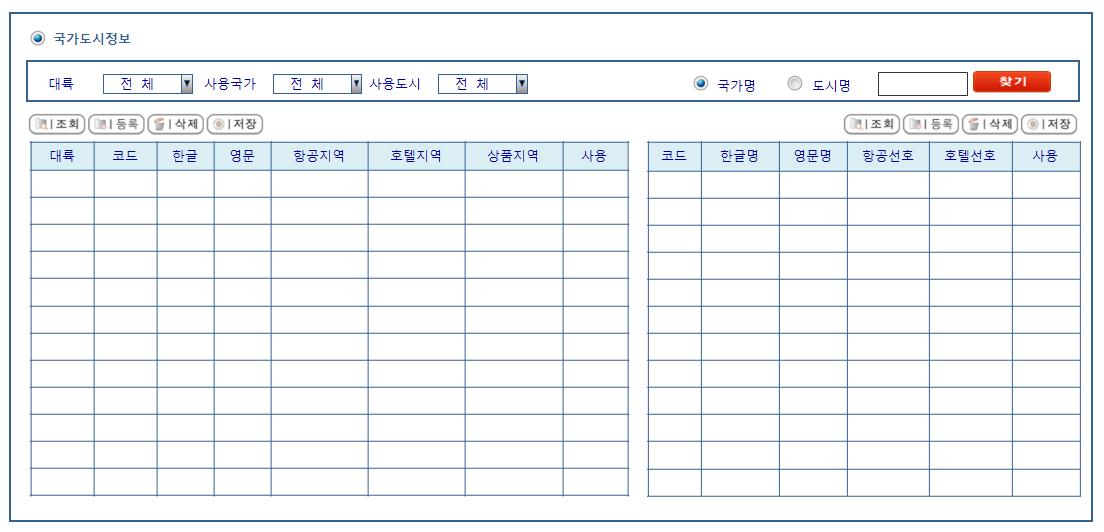 국가도시정보
대륙 전 체 사용국가 전 체 사용도시 전 체 국가명 도시명 찾기
조회 등록 삭제 저장 조회 등록 삭제 저장
대륙 코드 한글 영문 항공지역 호텔지역 상품지역 사용 코드 한글명 영문명 항공선호 호텔선호 사용